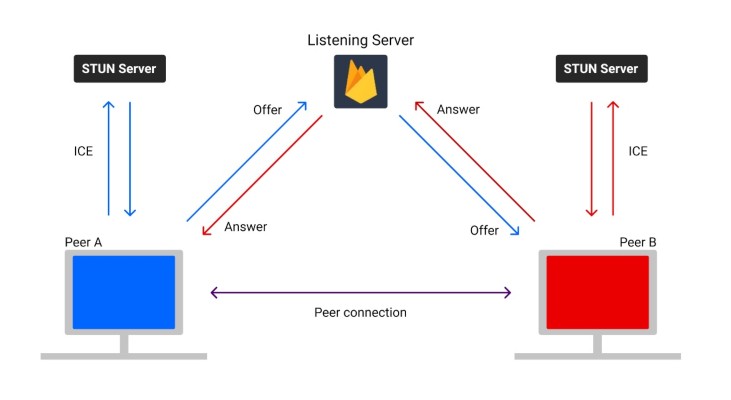 Listening Server
STUN Server
STUN Server
Offer
Answer
ICE
ICE
Answer
Offer
Peer A
Peer B
Peer connection